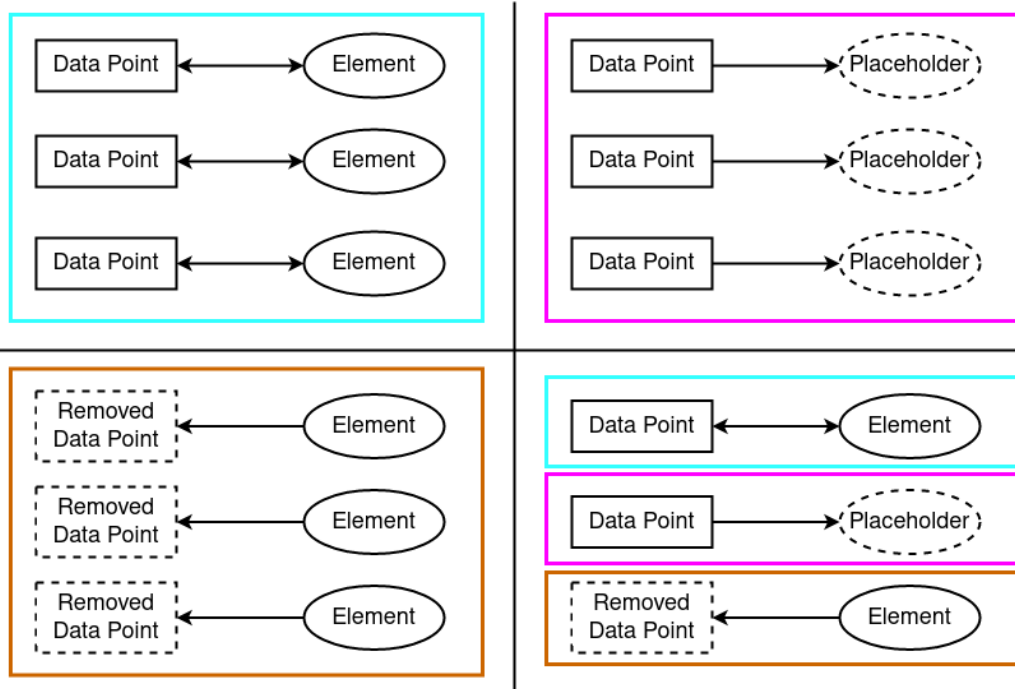 Data Point Element
Data Point Element
Data Point Element
Data Point Placeholder
Data Point Placeholder
Data Point Placeholder
Removed
Data Point Element
Removed
Data Point Element
Removed
Data Point Element
Data Point Element
Data Point Placeholder
Removed
Data Point Element